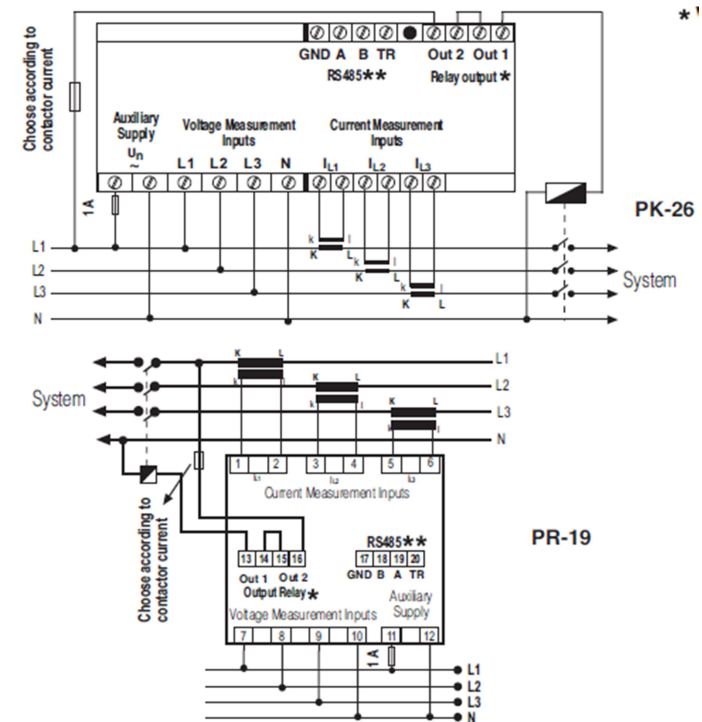 *
GND A B TR
Out 2 Out 1
RS485**
Relay output *
Choose according to
contactor current
Auxiliary
Supply
Un
~
Voltage Measurement
Inputs
Current Measurement
Inputs
L1 L2 L3 N
IL1 IL2 IL3
1 A
PK-26
L1
k l
K L
L2
k l
K L
System
L3
k l
K L
N
K L
L1
k l
K L
L2
System
k l
K L
L3
k l
N
1 2 3 4 5 6
IL1 IL2 IL3
Current Measurement Inputs
Choose according to
contactor current
RS485**
PR-19
13 14 15 16
17 18 19 20
Out 1 Out 2
GND B A TR
Output Relay*
Auxiliary
Supply
Voltage Measurement Inputs
7 8 9 10 11 12
1 A
L1
L2
L3
N